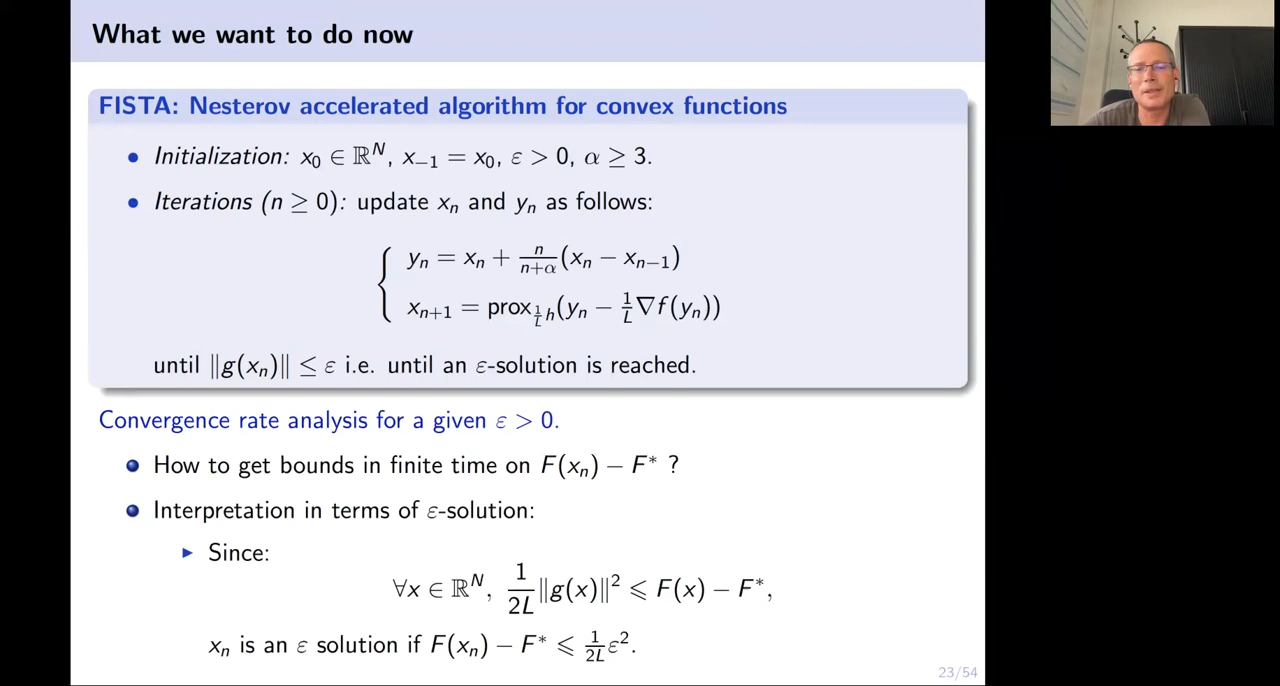 What we want to do now
FISTA: Nesterov accelerated algorithm for convex functions
• Initialization: x₀ ∈ ℝᴺ, x₋₁ = x₀, ε > 0, α ≥ 3.
• Iterations (n ≥ 0): update xₙ and yₙ as follows:
yₙ = xₙ + n/(n+α) (xₙ − xₙ₋₁)
xₙ₊₁ = prox_{1/L h}(yₙ − 1/L ∇f(yₙ))
until ‖g(xₙ)‖ ≤ ε i.e. until an ε-solution is reached.
Convergence rate analysis for a given ε > 0.
How to get bounds in finite time on F(xₙ) − F* ?
Interpretation in terms of ε-solution:
▶ Since:
∀x ∈ ℝᴺ, 1/2L ‖g(x)‖² ⩽ F(x) − F*,
xₙ is an ε solution if F(xₙ) − F* ⩽ 1/2L ε².
23/54